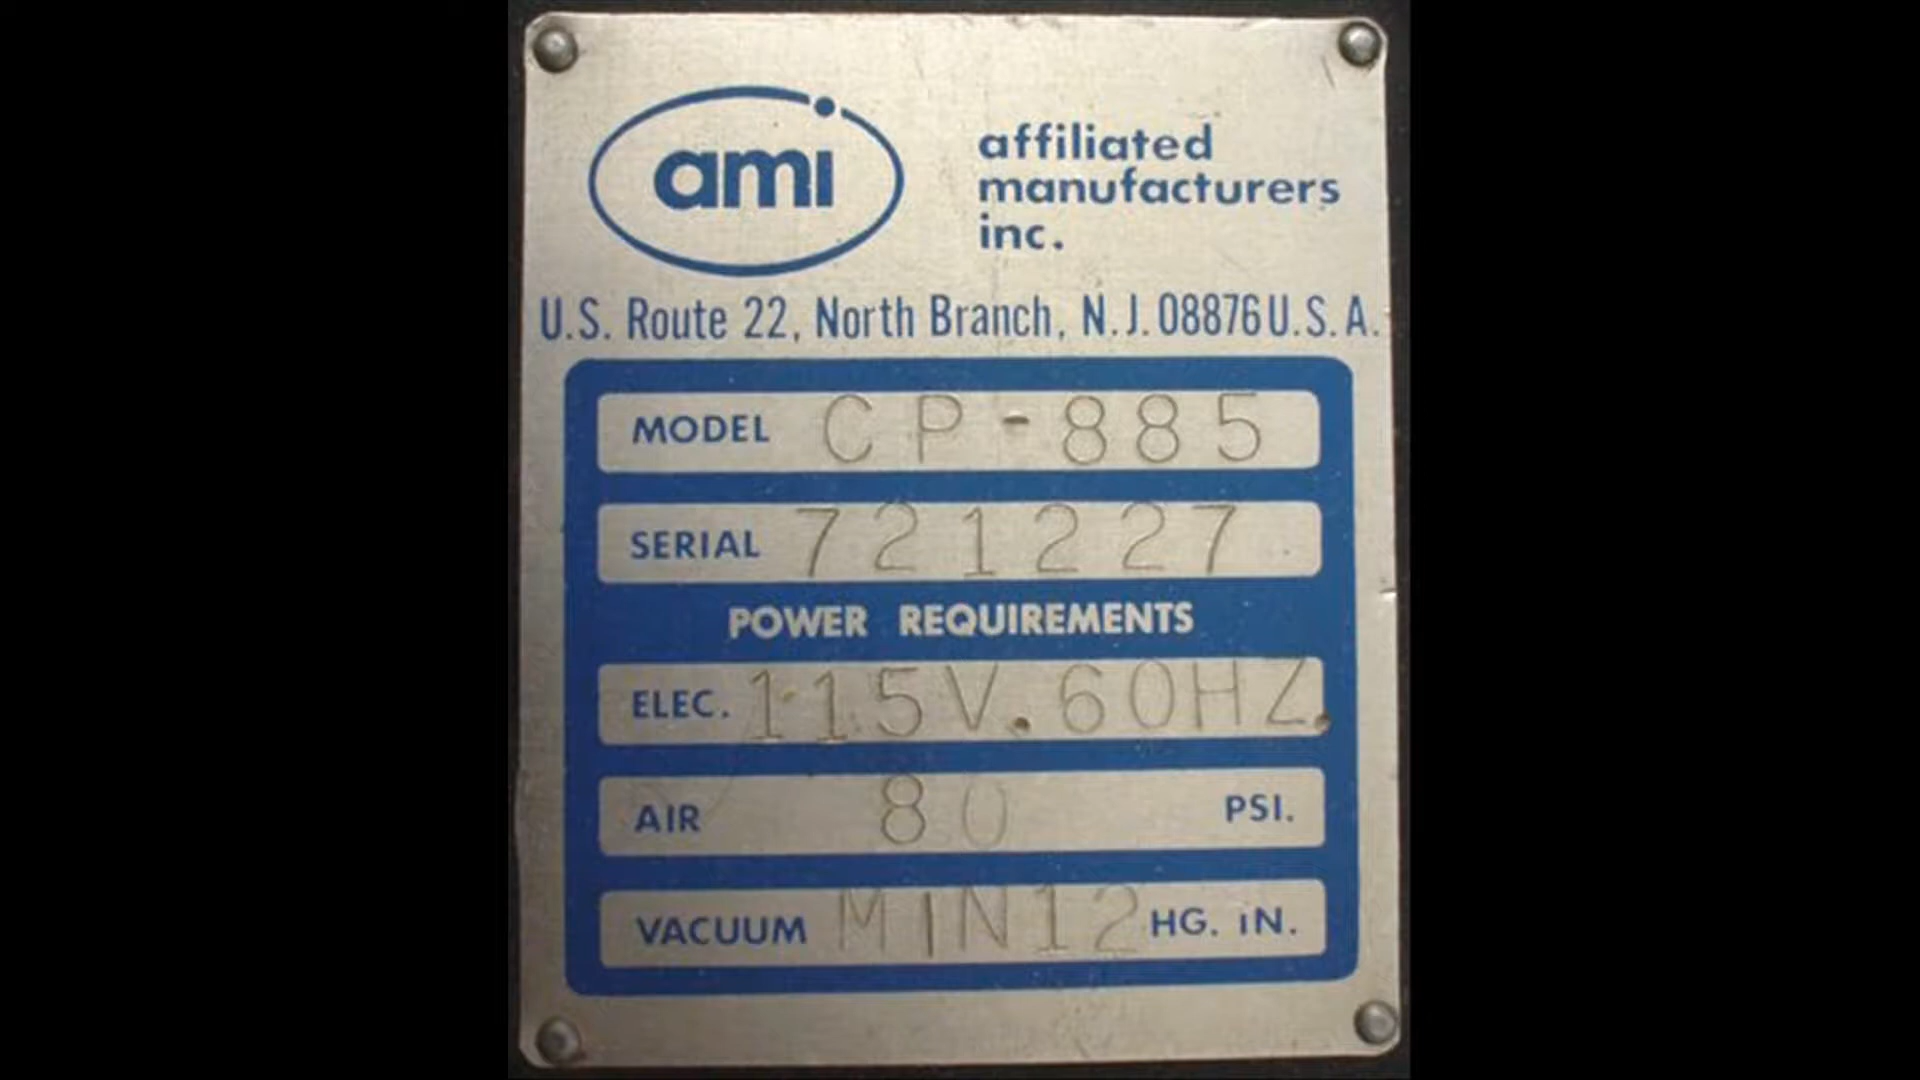 ami
affiliated
manufacturers
inc.
U.S. Route 22, North Branch, N.J. 08876 U.S.A.
MODEL CP-885
SERIAL 721227
POWER REQUIREMENTS
ELEC. 115V. 60HZ.
AIR 80 PSI.
VACUUM MIN12 HG. iN.